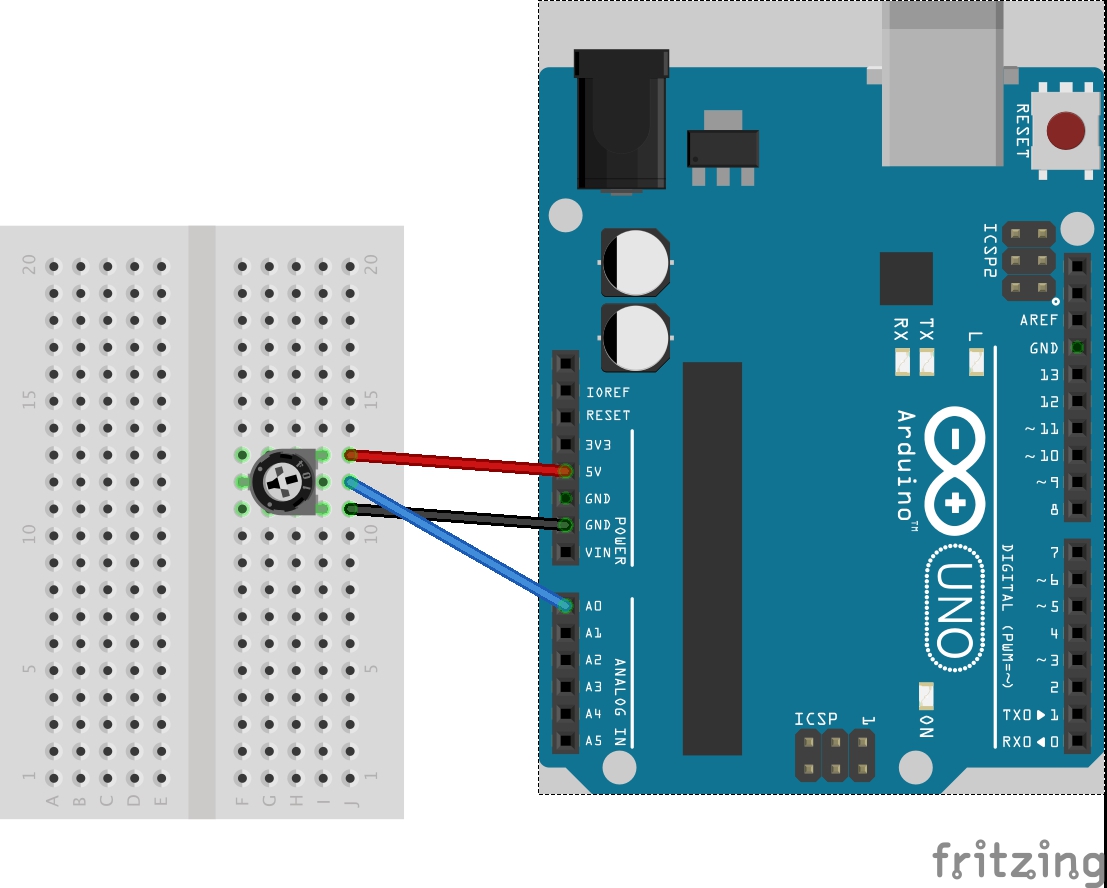 RESET
ICSP2
RX
TX
L
AREF
GND
13
12
~11
~10
~9
8
7
~6
~5
4
~3
2
TX0▶1
RX0◀0
DIGITAL (PWM=~)
Arduino™
UNO
ON
ICSP
1
IOREF
RESET
3V3
5V
GND
GND
VIN
POWER
A0
A1
A2
A3
A4
A5
ANALOG IN
20
15
10
5
1
A B C D E
20
15
10
5
1
F G H I J
fritzing